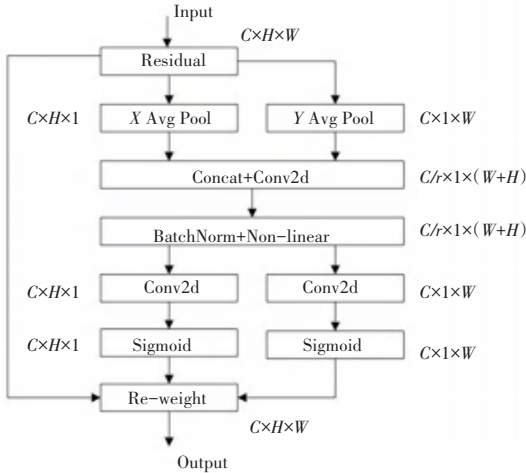 Input
C×H×W
Residual
C×H×1 X Avg Pool Y Avg Pool C×1×W
Concat+Conv2d C/r×1×(W+H)
BatchNorm+Non-linear C/r×1×(W+H)
C×H×1 Conv2d Conv2d C×1×W
C×H×1 Sigmoid Sigmoid C×1×W
Re-weight
C×H×W
Output